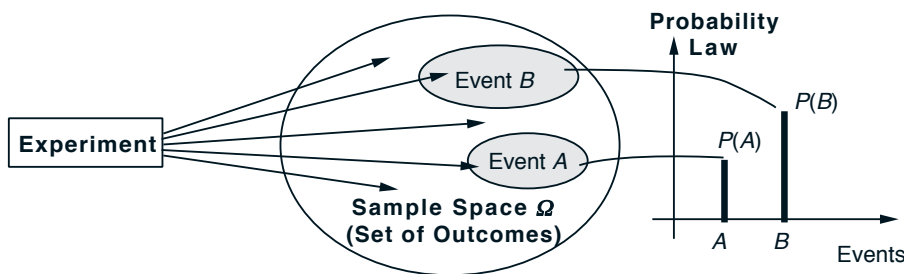 Experiment
Event B
Event A
Sample Space Ω
(Set of Outcomes)
Probability
Law
P(B)
P(A)
A
B
Events